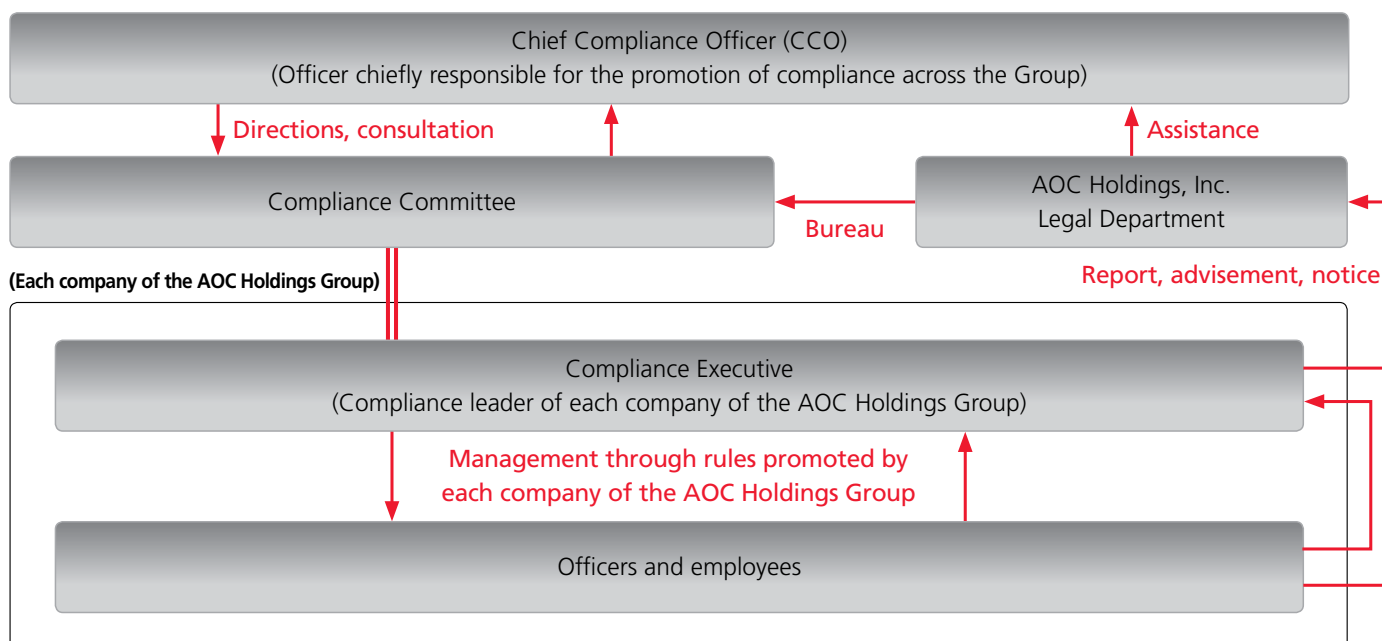 Chief Compliance Officer (CCO)
(Officer chiefly responsible for the promotion of compliance across the Group)
Directions, consultation
Assistance
Compliance Committee
AOC Holdings, Inc.
Legal Department
Bureau
(Each company of the AOC Holdings Group)
Report, advisement, notice
Compliance Executive
(Compliance leader of each company of the AOC Holdings Group)
Management through rules promoted by
each company of the AOC Holdings Group
Officers and employees